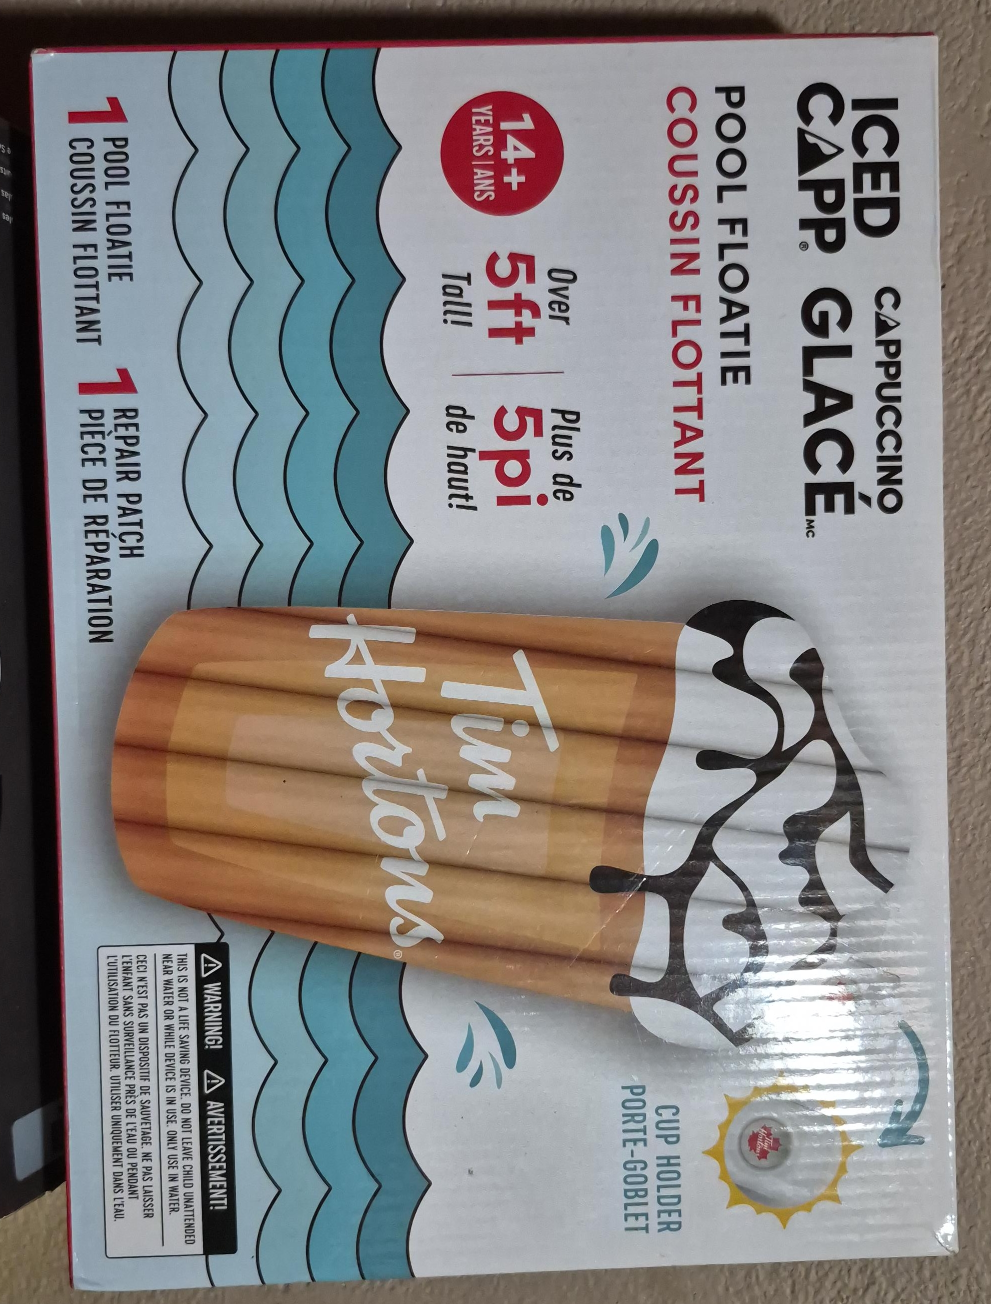 ICED
CAPP®
CAPPUCCINO
GLACÉMC
POOL FLOATIE
COUSSIN FLOTTANT
14+
YEARS | ANS
Over
5ft
Tall!
Plus de
5pi
de haut!
1 POOL FLOATIE
COUSSIN FLOTTANT
1 REPAIR PATCH
PIÈCE DE RÉPARATION
Tim
Hortons®
CUP HOLDER
PORTE-GOBLET
Tim
Hortons
WARNING! AVERTISSEMENT!
THIS IS NOT A LIFE SAVING DEVICE. DO NOT LEAVE CHILD UNATTENDED
NEAR WATER OR WHILE DEVICE IS IN USE. ONLY USE IN WATER.
CECI N'EST PAS UN DISPOSITIF DE SAUVETAGE. NE PAS LAISSER
L'ENFANT SANS SURVEILLANCE PRÈS DE L'EAU OU PENDANT
L'UTILISATION DU FLOTTEUR. UTILISER UNIQUEMENT DANS L'EAU.